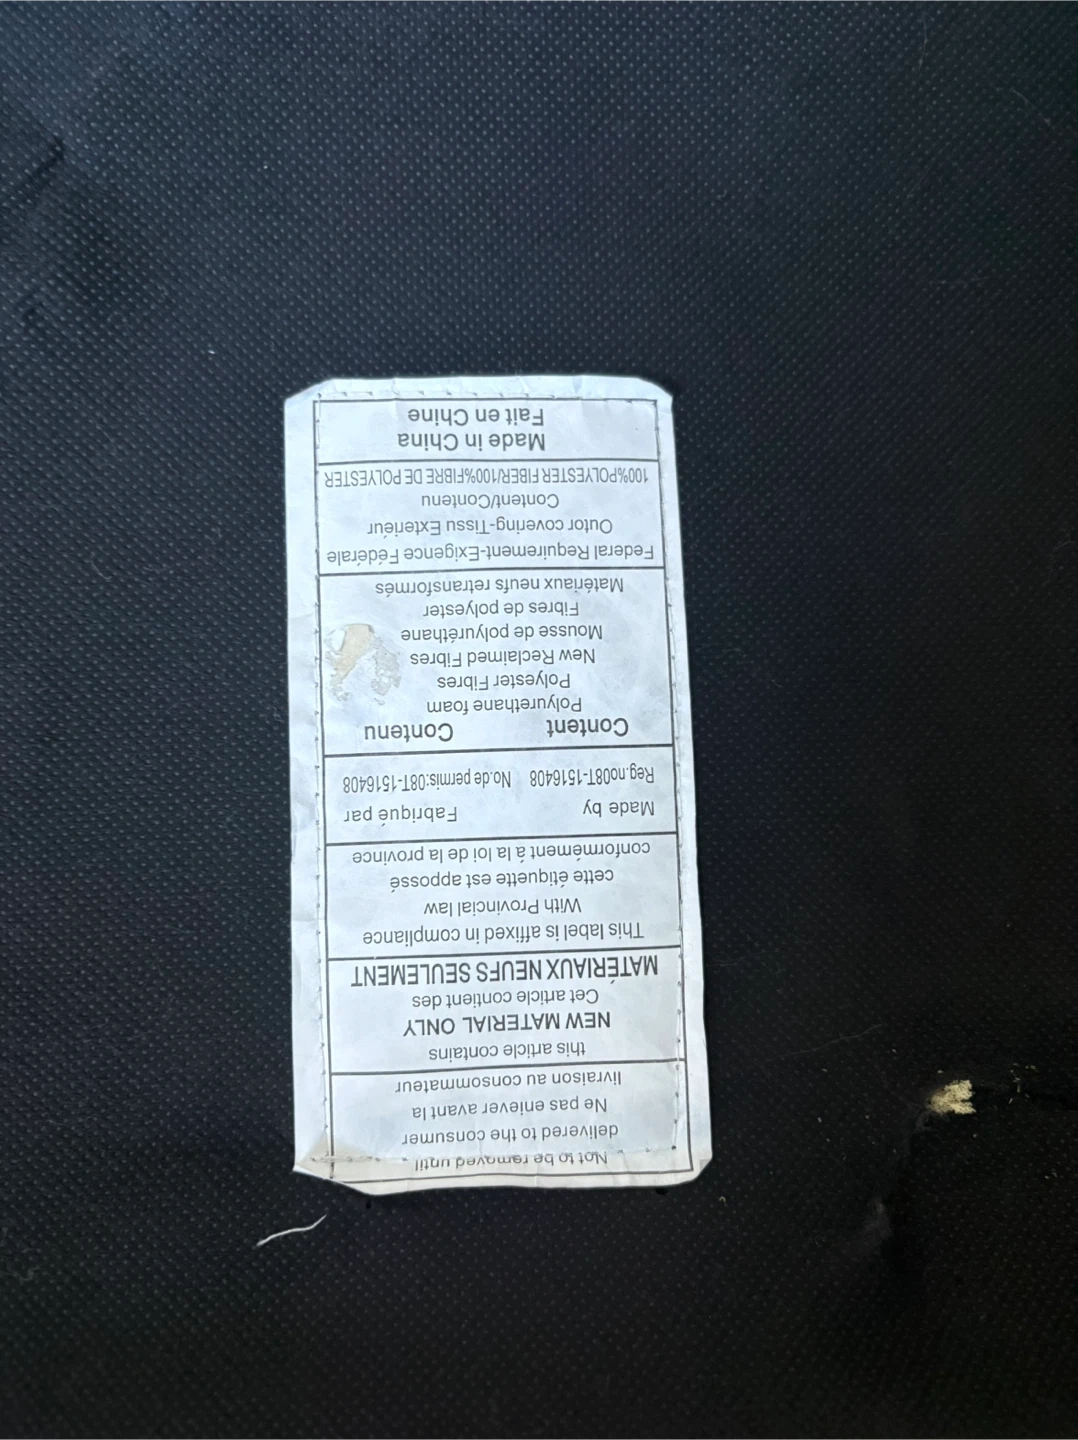 Not to be removed until
delivered to the consumer
Ne pas eniever avant la
livraison au consommateur
this article contains
NEW MATERIAL ONLY
Cet article contient des
MATÉRIAUX NEUFS SEULEMENT
This label is affixed in compliance
With Provincial law
cette étiquette est appossé
conformément á la loi de la province
Made by Fabriqué par
Reg.no08T-1516408 No.de permis:08T-1516408
Content Contenu
Polyurethane foam
Polyester Fibres
New Reclaimed Fibres
Mousse de polyuréthane
Fibres de polyester
Matériaux neufs retransformés
Federal Requirement-Exigence Fédérale
Outor covering-Tissu Exterieur
Content/Contenu
100%POLYESTER FIBER/100%FIBRE DE POLYESTER
Made in China
Fait en Chine